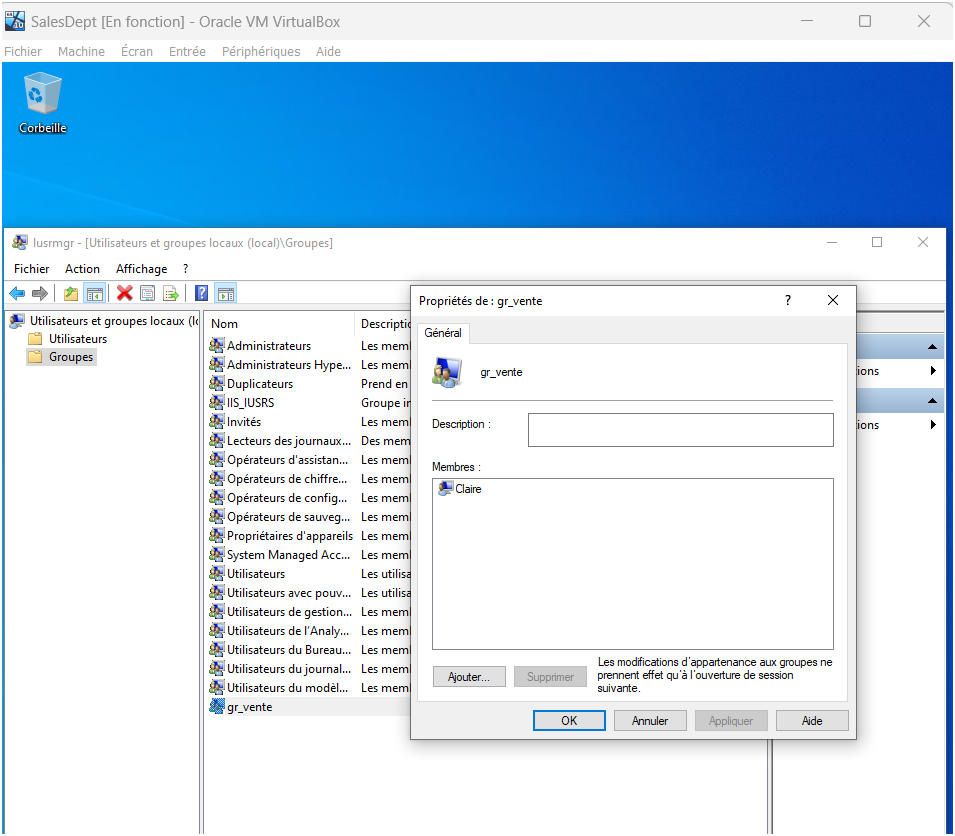 SalesDept [En fonction] - Oracle VM VirtualBox
Fichier Machine Écran Entrée Périphériques Aide
Corbeille
lusrmgr - [Utilisateurs et groupes locaux (local)\Groupes]
Fichier Action Affichage ?
Utilisateurs et groupes locaux (lo
Utilisateurs
Groupes
Nom Descriptio
Administrateurs Les mem
Administrateurs Hype... Les mem
Duplicateurs Prend en
IIS_IUSRS Groupe in
Invités Les mem
Lecteurs des journaux... Des mem
Opérateurs d'assistan... Les mem
Opérateurs de chiffre... Les mem
Opérateurs de config... Les mem
Opérateurs de sauveg... Les mem
Propriétaires d'appareils Les mem
System Managed Acc... Les mem
Utilisateurs Les utilisa
Utilisateurs avec pouv... Les utilisa
Utilisateurs de gestion... Les mem
Utilisateurs de l'Analy... Les mem
Utilisateurs du Bureau... Les mem
Utilisateurs du journal... Les mem
Utilisateurs du modèl... Les mem
gr_vente
Propriétés de : gr_vente ?
Général
gr_vente
Description :
Membres :
Claire
Ajouter... Supprimer
Les modifications d'appartenance aux groupes ne
prennent effet qu'à l'ouverture de session
suivante.
OK Annuler Appliquer Aide
ions
ions